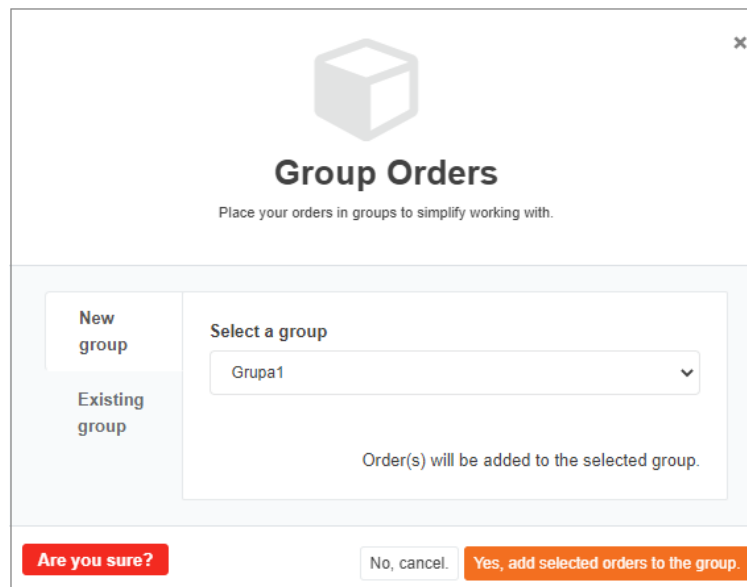 ×
Group Orders
Place your orders in groups to simplify working with.
New
group
Existing
group
Select a group
Grupa1
Order(s) will be added to the selected group.
Are you sure?
No, cancel.
Yes, add selected orders to the group.